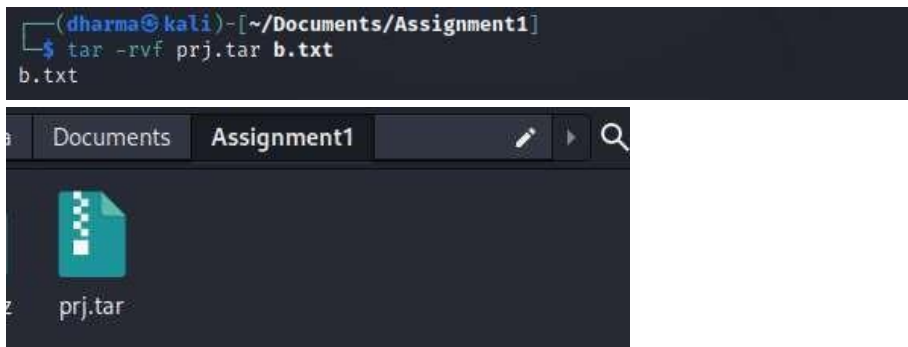 (dharma㉿kali)-[~/Documents/Assignment1]
$ tar -rvf prj.tar b.txt
b.txt
Documents Assignment1
prj.tar